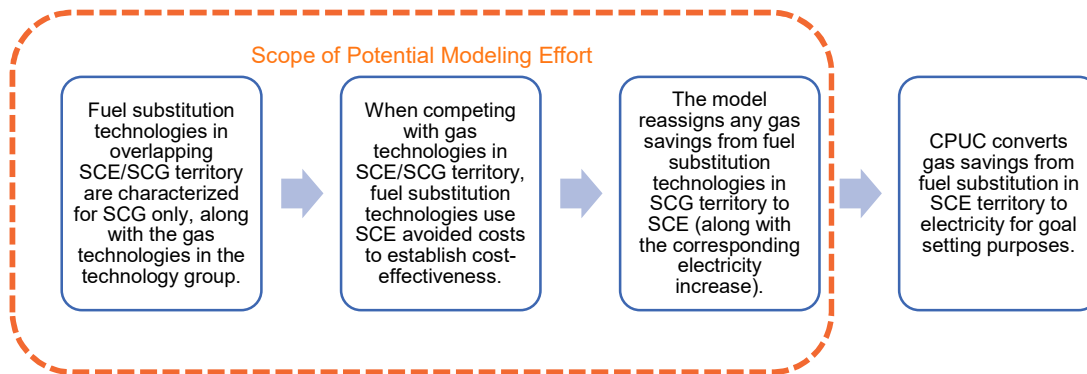 Scope of Potential Modeling Effort
Fuel substitution
technologies in
overlapping
SCE/SCG territory
are characterized
for SCG only, along
with the gas
technologies in the
technology group.
When competing
with gas
technologies in
SCE/SCG territory,
fuel substitution
technologies use
SCE avoided costs
to establish cost-
effectiveness.
The model
reassigns any gas
savings from fuel
substitution
technologies in
SCG territory to
SCE (along with
the corresponding
electricity
increase).
CPUC converts
gas savings from
fuel substitution in
SCE territory to
electricity for goal
setting purposes.